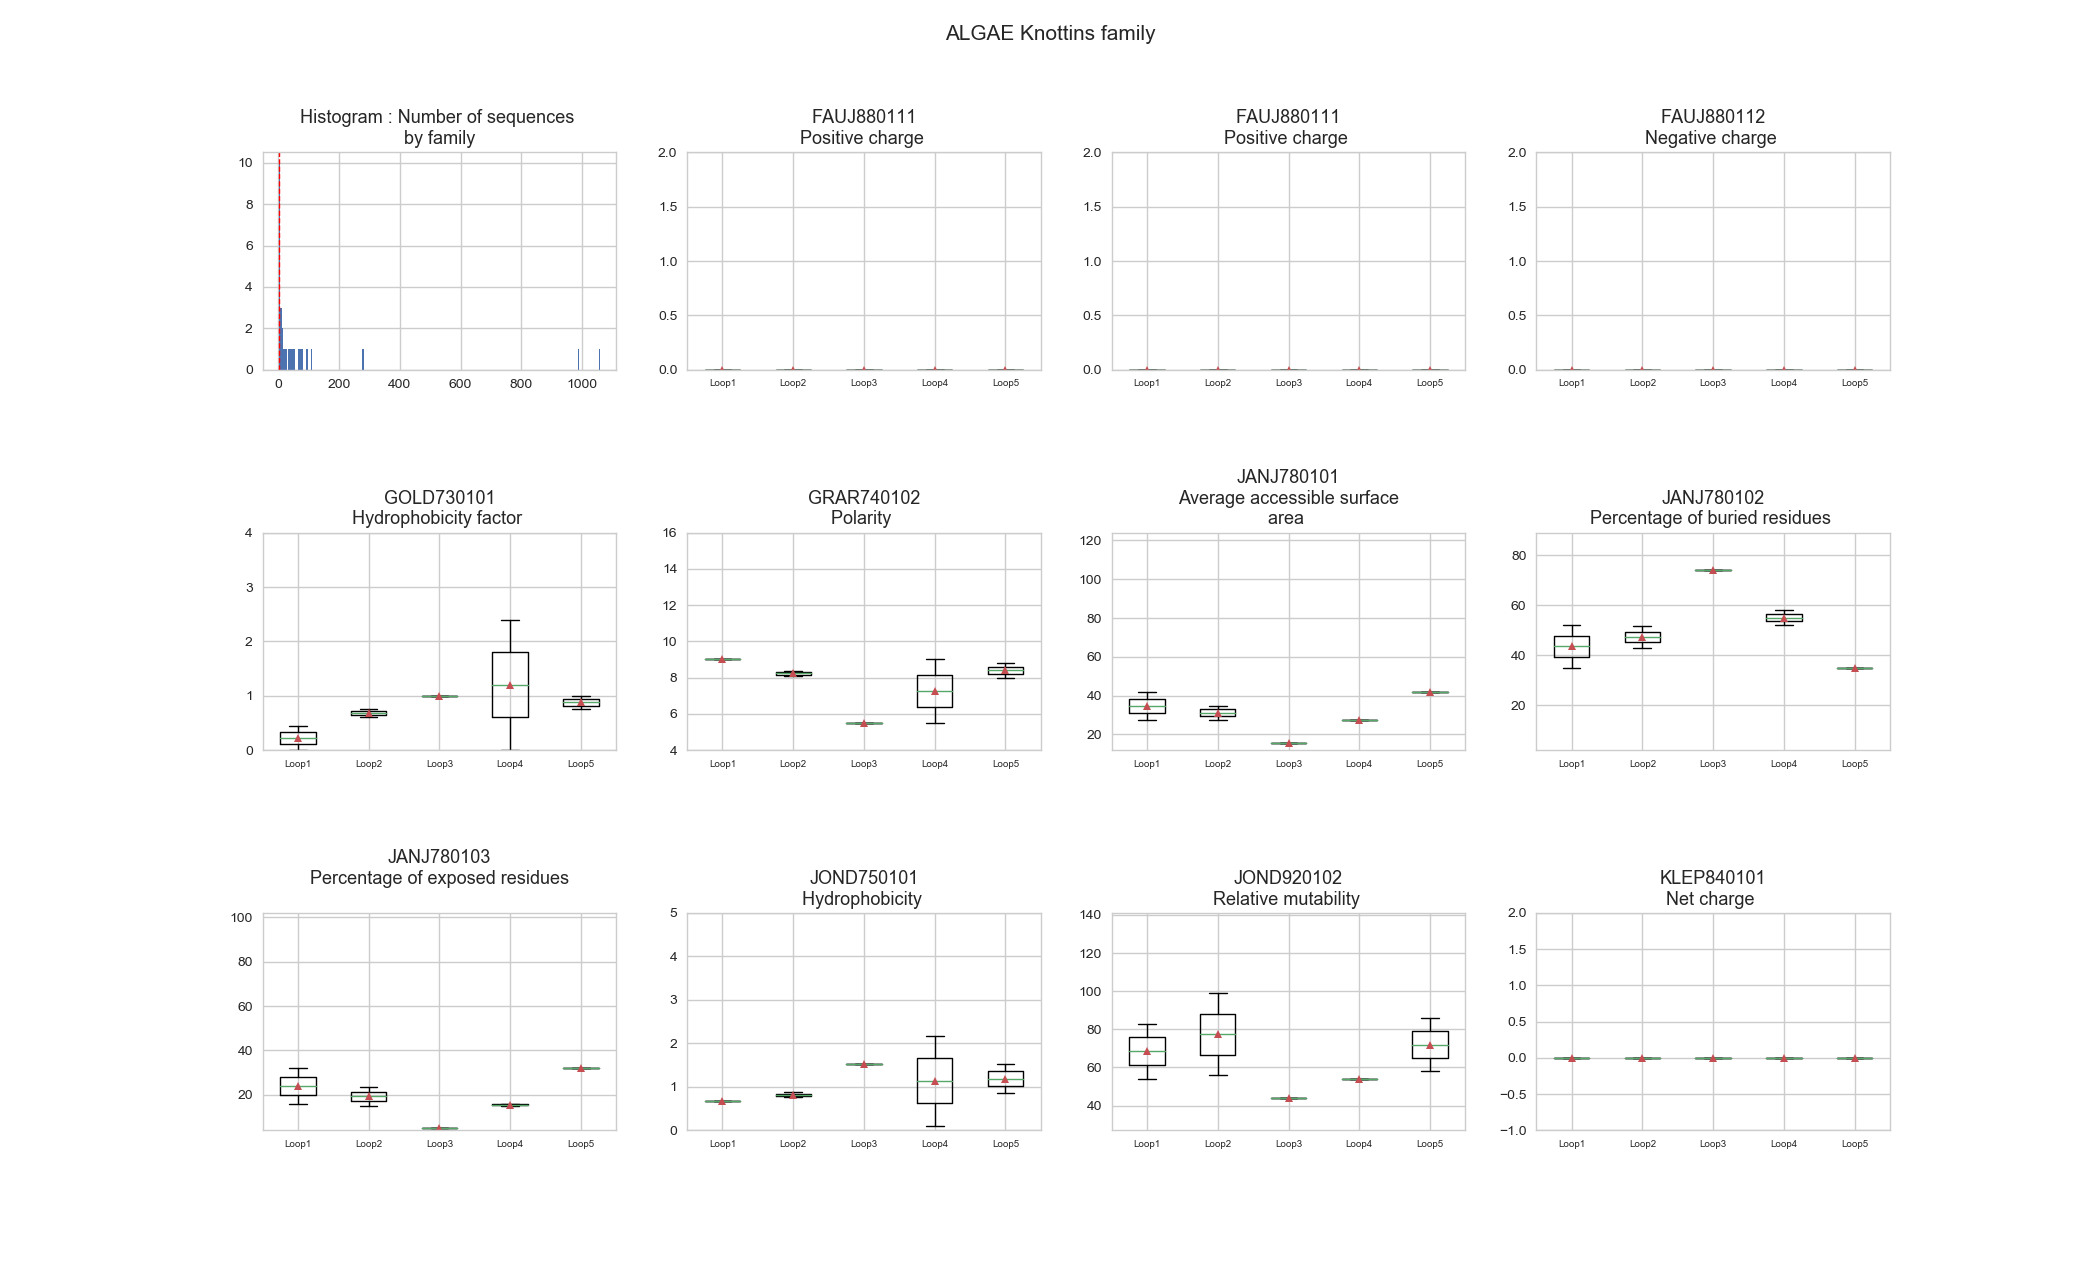 ALGAE Knottins family
Histogram : Number of sequences
by family
10
8
6
4
2
0
0 200 400 600 800 1000
FAUJ880111
Positive charge
2.0
1.5
1.0
0.5
0.0
Loop1 Loop2 Loop3 Loop4 Loop5
FAUJ880111
Positive charge
2.0
1.5
1.0
0.5
0.0
Loop1 Loop2 Loop3 Loop4 Loop5
FAUJ880112
Negative charge
2.0
1.5
1.0
0.5
0.0
Loop1 Loop2 Loop3 Loop4 Loop5
GOLD730101
Hydrophobicity factor
4
3
2
1
0
Loop1 Loop2 Loop3 Loop4 Loop5
GRAR740102
Polarity
16
14
12
10
8
6
4
Loop1 Loop2 Loop3 Loop4 Loop5
JANJ780101
Average accessible surface
area
120
100
80
60
40
20
Loop1 Loop2 Loop3 Loop4 Loop5
JANJ780102
Percentage of buried residues
80
60
40
20
Loop1 Loop2 Loop3 Loop4 Loop5
JANJ780103
Percentage of exposed residues
100
80
60
40
20
Loop1 Loop2 Loop3 Loop4 Loop5
JOND750101
Hydrophobicity
5
4
3
2
1
0
Loop1 Loop2 Loop3 Loop4 Loop5
JOND920102
Relative mutability
140
120
100
80
60
40
Loop1 Loop2 Loop3 Loop4 Loop5
KLEP840101
Net charge
2.0
1.5
1.0
0.5
0.0
−0.5
−1.0
Loop1 Loop2 Loop3 Loop4 Loop5